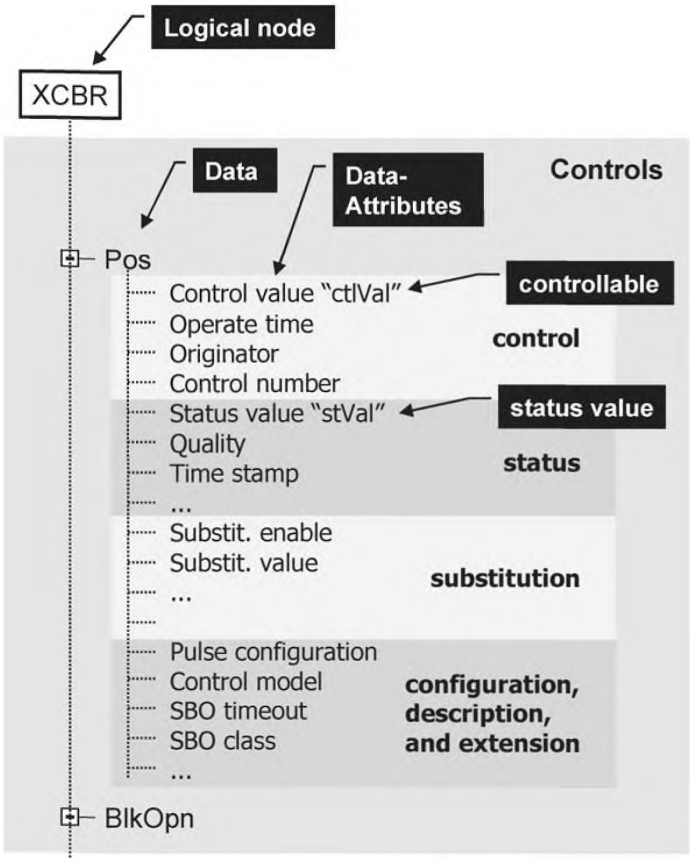 Logical node
XCBR
Controls
Data
Data-
Attributes
Pos
Control value “ctlVal”
controllable
Operate time
control
Originator
Control number
Status value “stVal”
status value
Quality
status
Time stamp
...
Substit. enable
Substit. value
substitution
...
Pulse configuration
Control model
configuration,
SBO timeout
description,
SBO class
and extension
...
BlkOpn